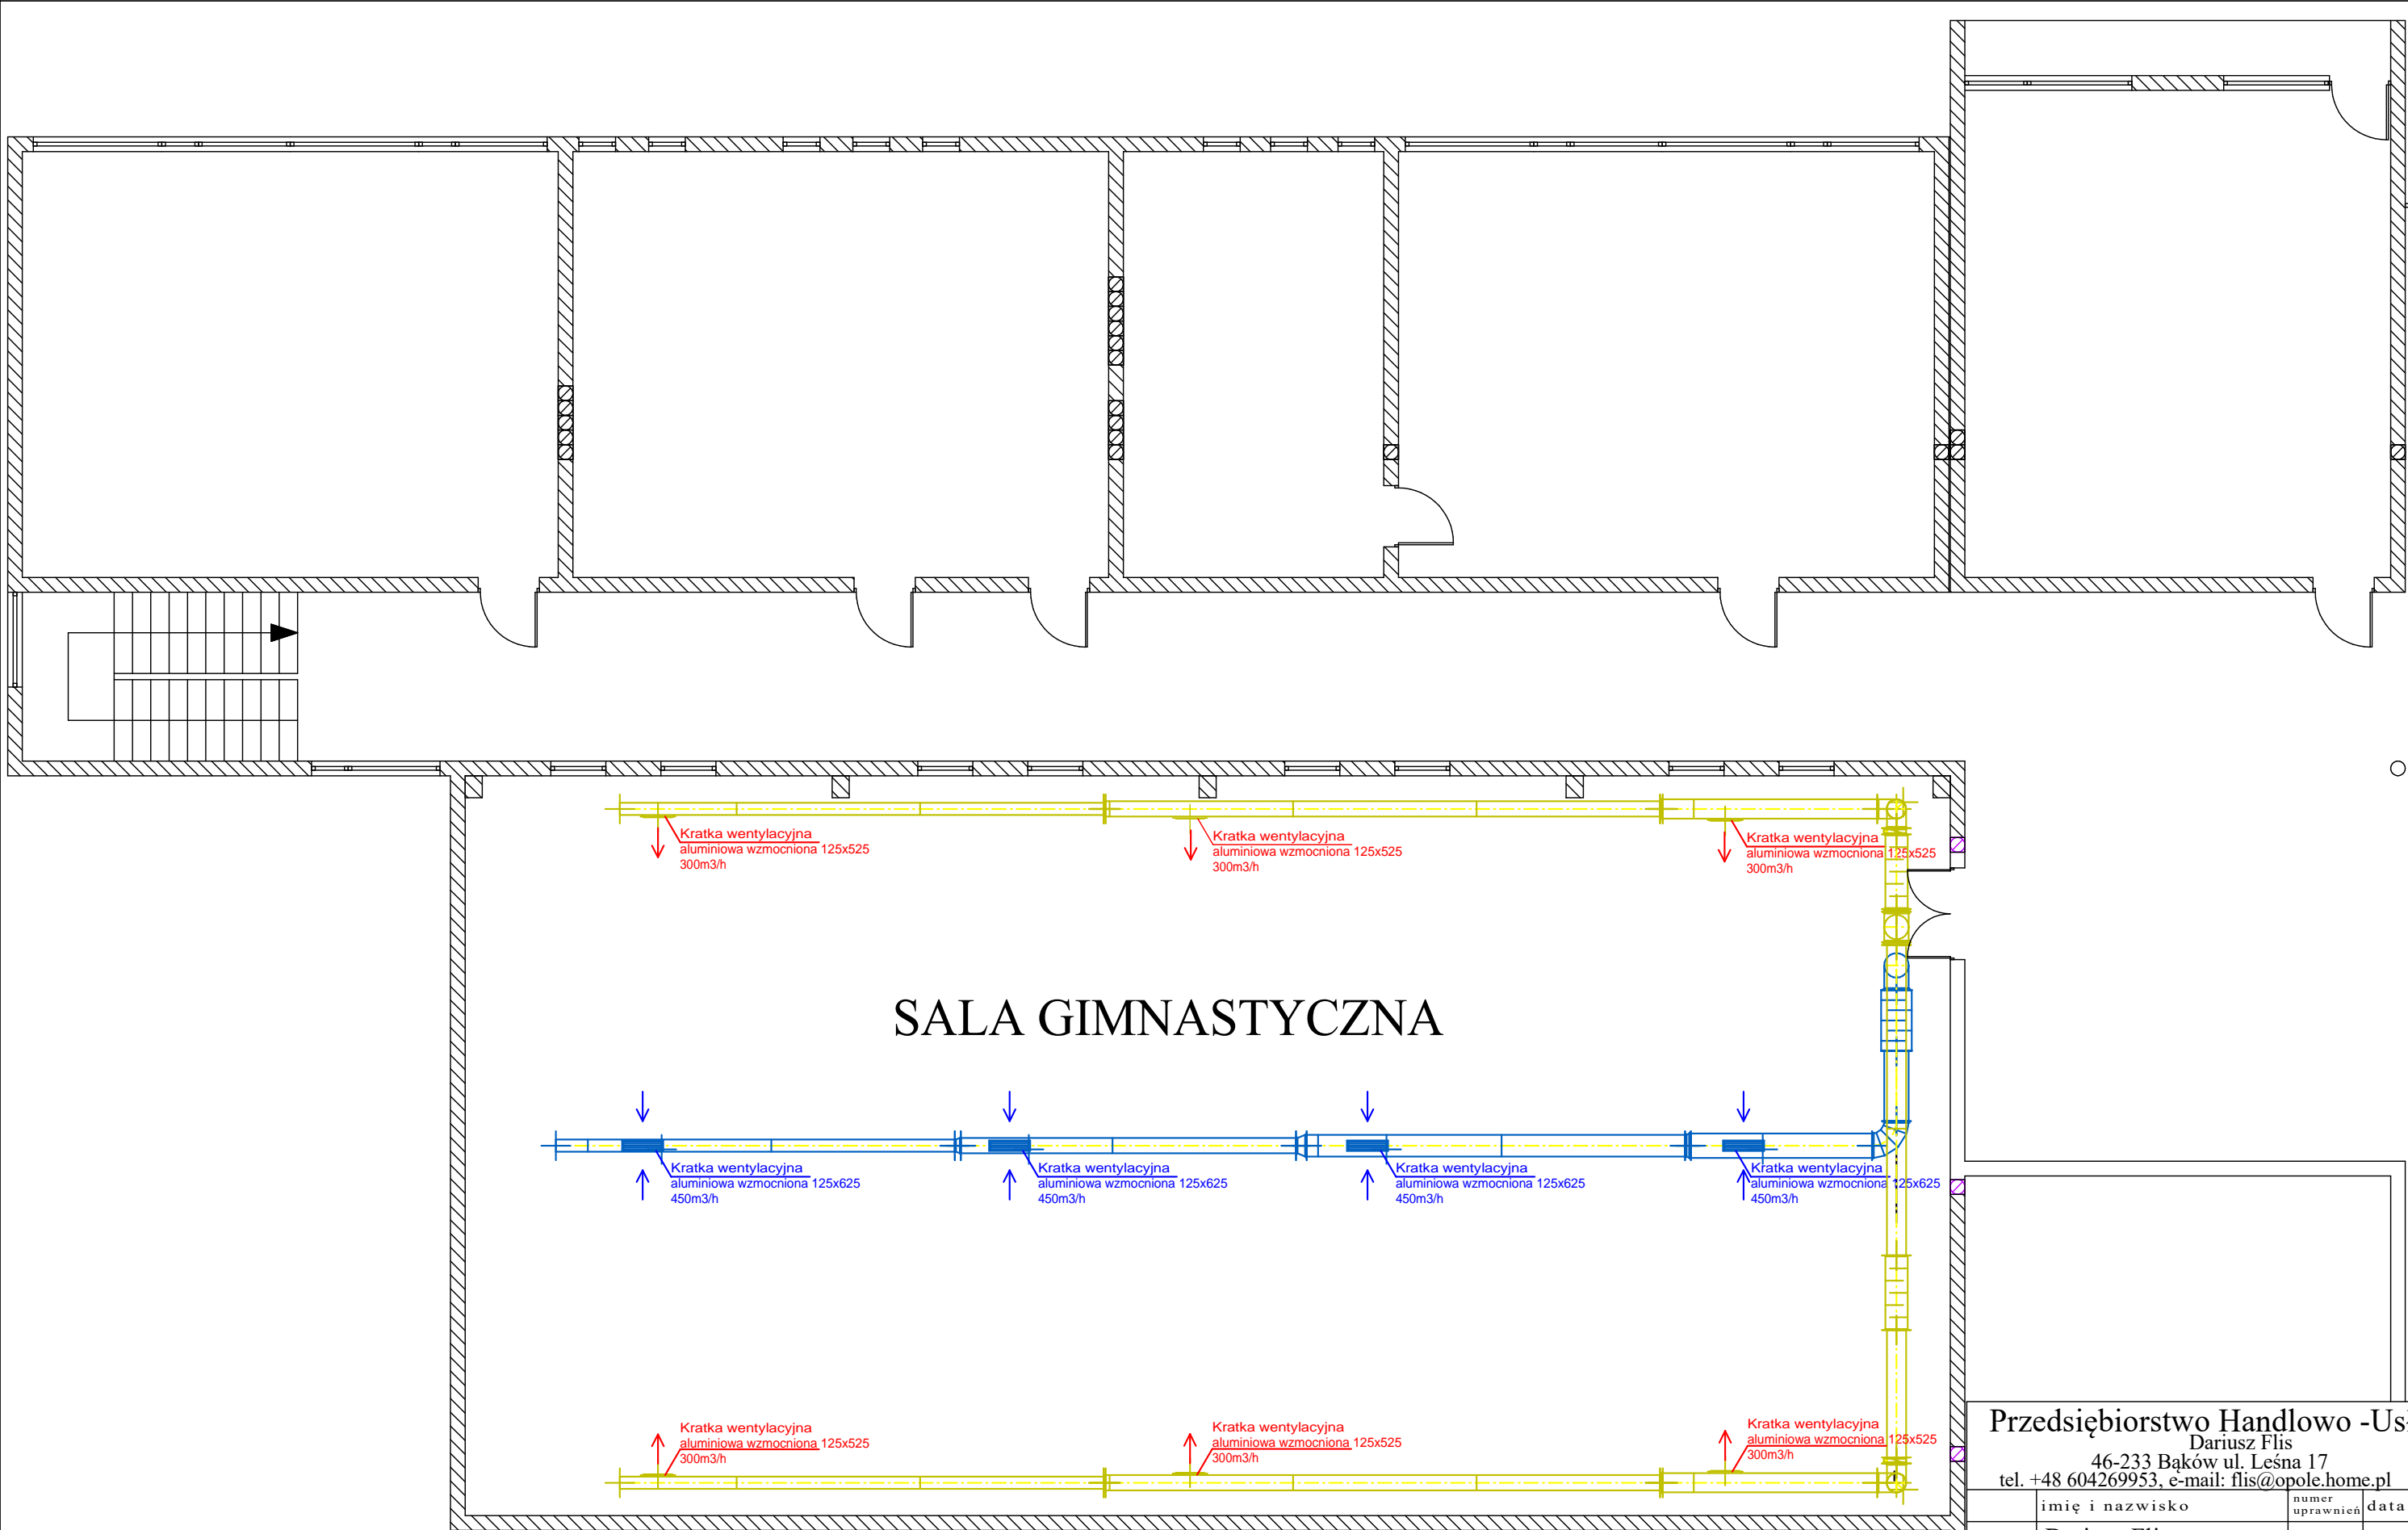 Kratka wentylacyjna
aluminiowa wzmocniona 125x525
300m3/h
Kratka wentylacyjna
aluminiowa wzmocniona 125x525
300m3/h
Kratka wentylacyjna
aluminiowa wzmocniona 125x525
300m3/h
SALA GIMNASTYCZNA
Kratka wentylacyjna
aluminiowa wzmocniona 125x625
450m3/h
Kratka wentylacyjna
aluminiowa wzmocniona 125x625
450m3/h
Kratka wentylacyjna
aluminiowa wzmocniona 125x625
450m3/h
Kratka wentylacyjna
aluminiowa wzmocniona 125x625
450m3/h
Kratka wentylacyjna
aluminiowa wzmocniona 125x525
300m3/h
Kratka wentylacyjna
aluminiowa wzmocniona 125x525
300m3/h
Kratka wentylacyjna
aluminiowa wzmocniona 125x525
300m3/h
Przedsiębiorstwo Handlowo
Dariusz Flis
46-233 Bąków ul. Leśna 17
tel. +48 604269953, e-mail: flis@opole.home.pl
imię i nazwisko
numer
uprawnień
data